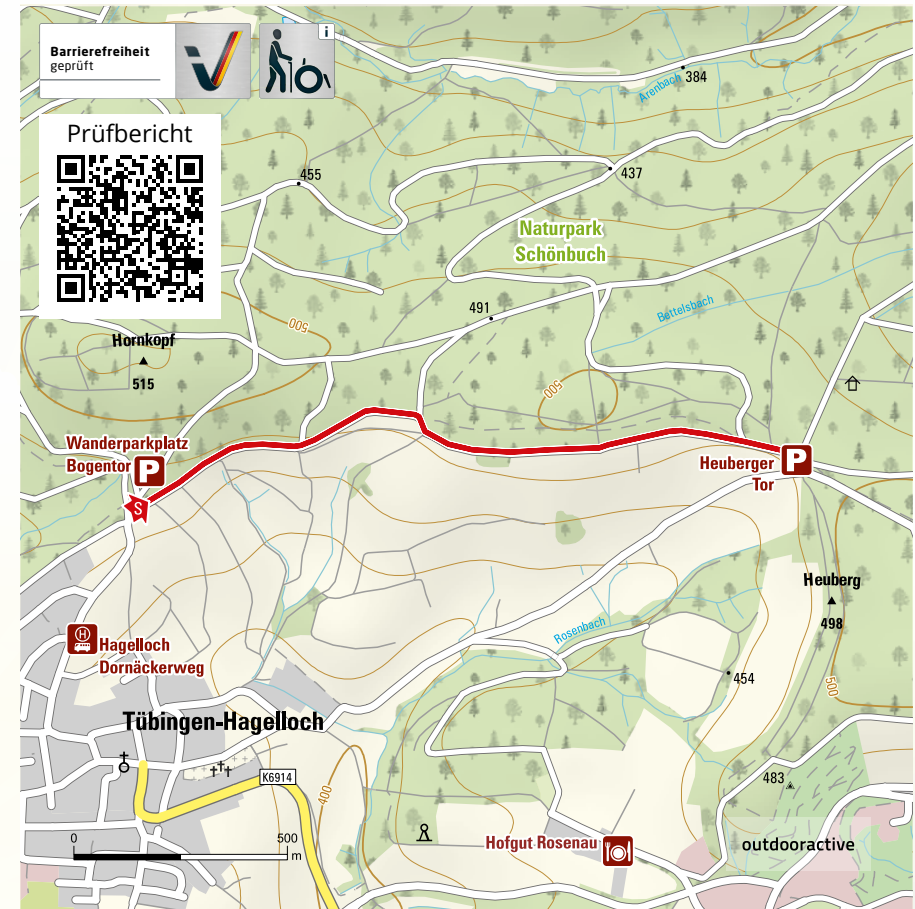 Barrierefreiheit
geprüft
i
Prüfbericht
Arenbach
384
455
437
Naturpark
Schönbuch
491
Bettelsbach
500
Hornkopf
515
500
Wanderparkplatz
Bogentor
P
S
Heuberger
Tor
P
Heuberg
498
H
Hagelloch
Dornäckerweg
Rosenbach
454
500
Tübingen-Hagelloch
K6914
400
483
0
500
m
Hofgut Rosenau
outdooractive